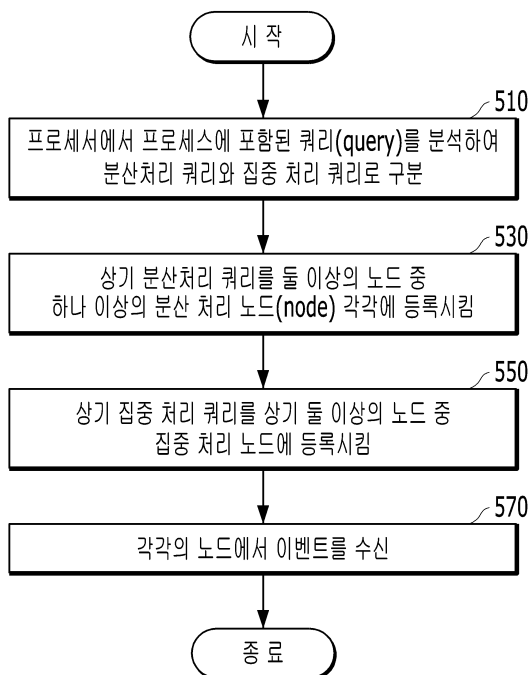 시 작
510
프로세서에서 프로세스에 포함된 쿼리(query)를 분석하여
분산처리 쿼리와 집중 처리 쿼리로 구분
530
상기 분산처리 쿼리를 둘 이상의 노드 중
하나 이상의 분산 처리 노드(node) 각각에 등록시킴
550
상기 집중 처리 쿼리를 상기 둘 이상의 노드 중
집중 처리 노드에 등록시킴
570
각각의 노드에서 이벤트를 수신
종 료